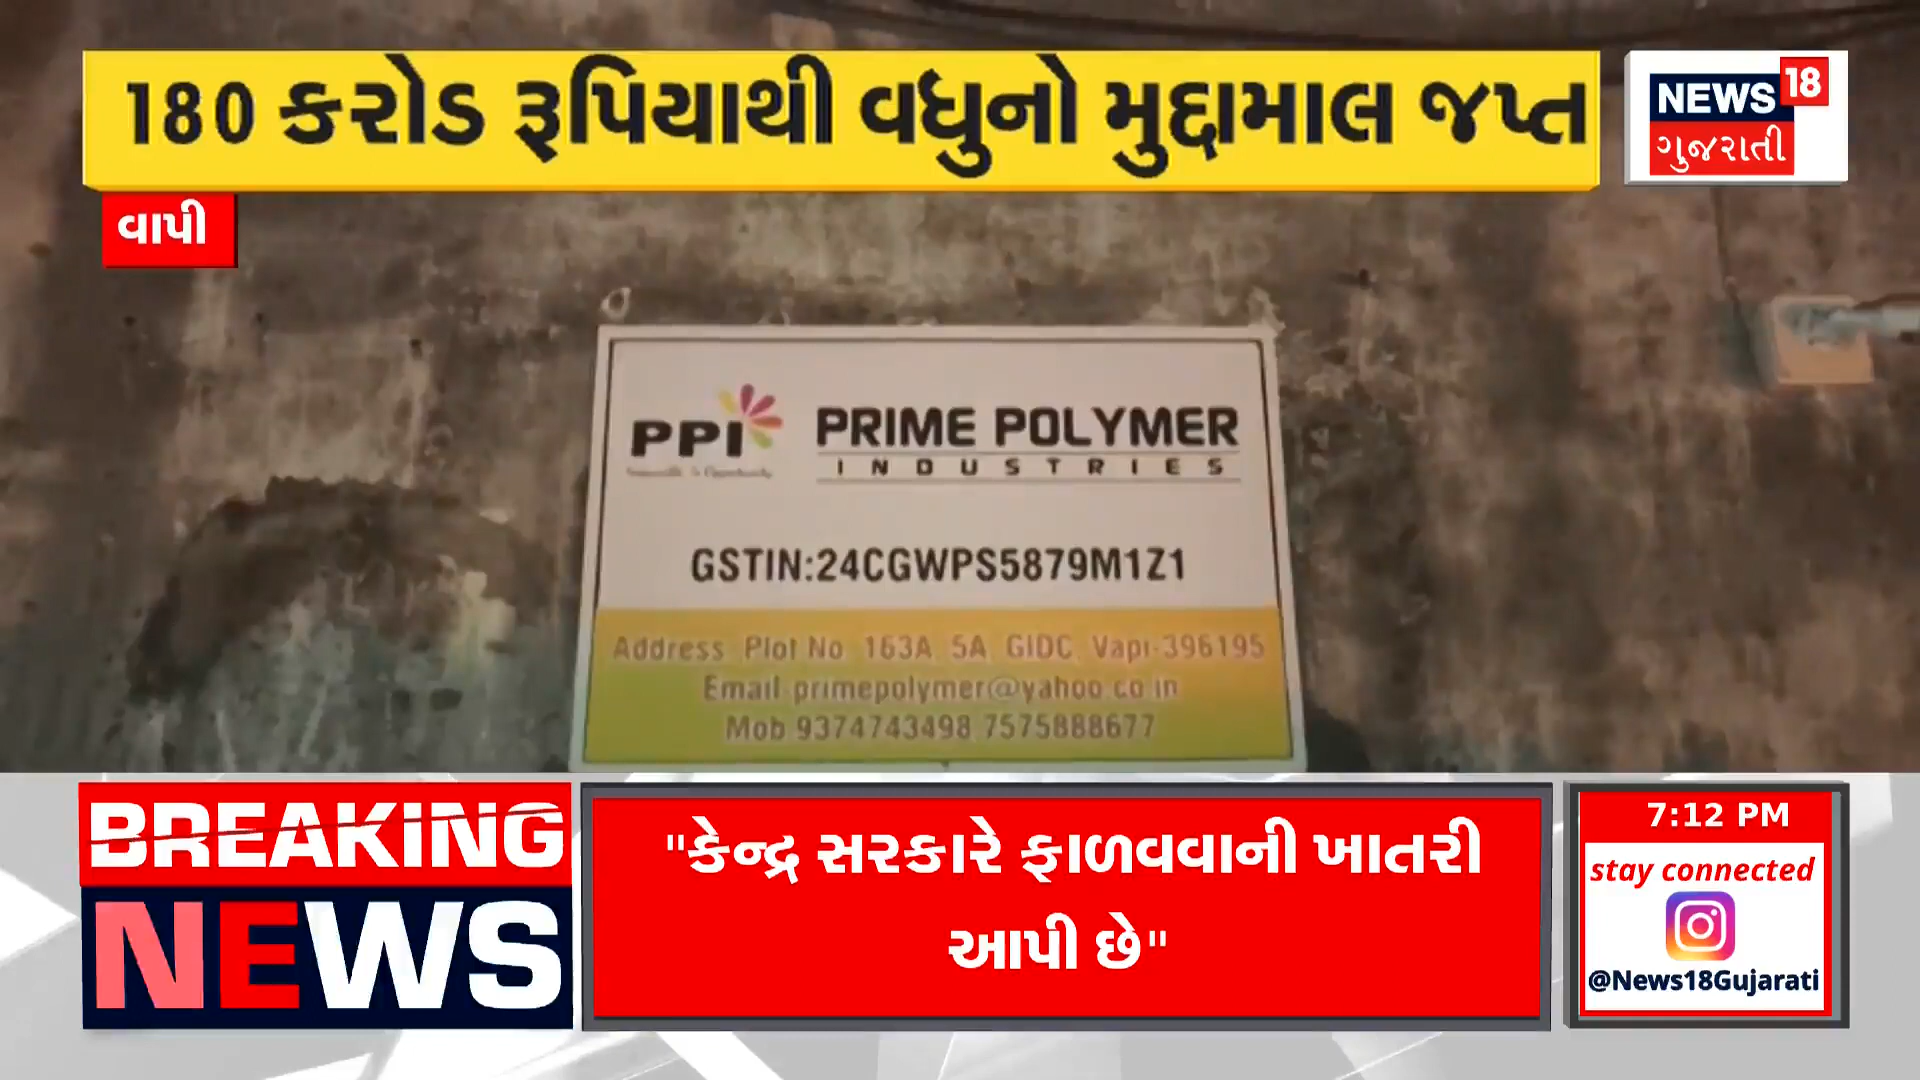 180 કરોડ રૂપિયાથી વધુનો મુદ્દામાલ જપ્ત
NEWS 18
ગુજરાતી
વાપી
PPI
PRIME POLYMER
INDUSTRIES
GSTIN:24CGWPS5879M1Z1
Address Plot No 163A 5A GIDC Vapi-396195
Email-primepolymer@yahoo.co.in
Mob 9374743498 7575888677
BREAKING
NEWS
"કેન્દ્ર સરકારે ફાળવવાની ખાતરી
આપી છે"
7:12 PM
stay connected
@News18Gujarati